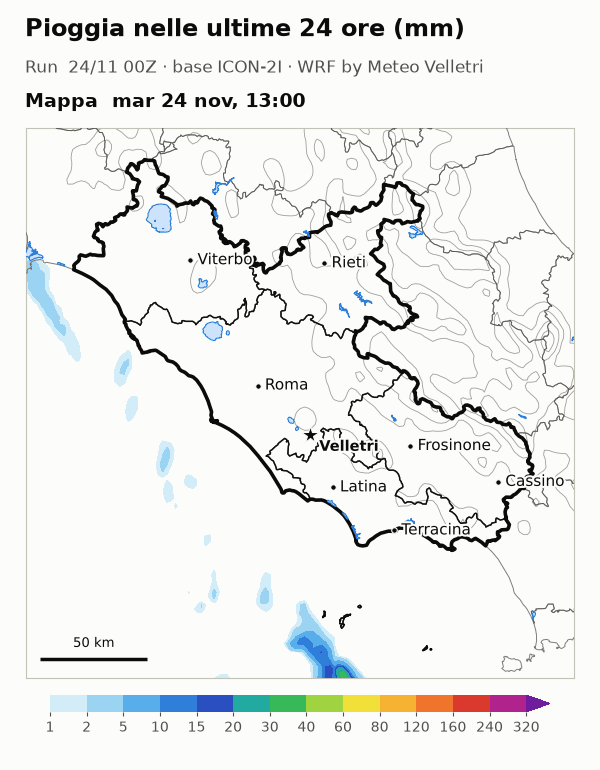 Pioggia nelle ultime 24 ore (mm)
Run 24/11 00Z · base ICON-2I · WRF by Meteo Velletri
Mappa mar 24 nov, 13:00
Viterbo
Rieti
Roma
Velletri
Frosinone
Latina
Cassino
Terracina
50 km
1 2 5 10 15 20 30 40 60 80 120 160 240 320